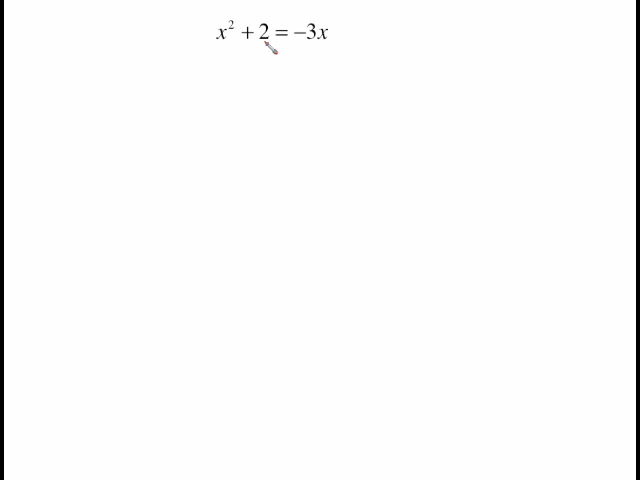 x² + 2 = −3x